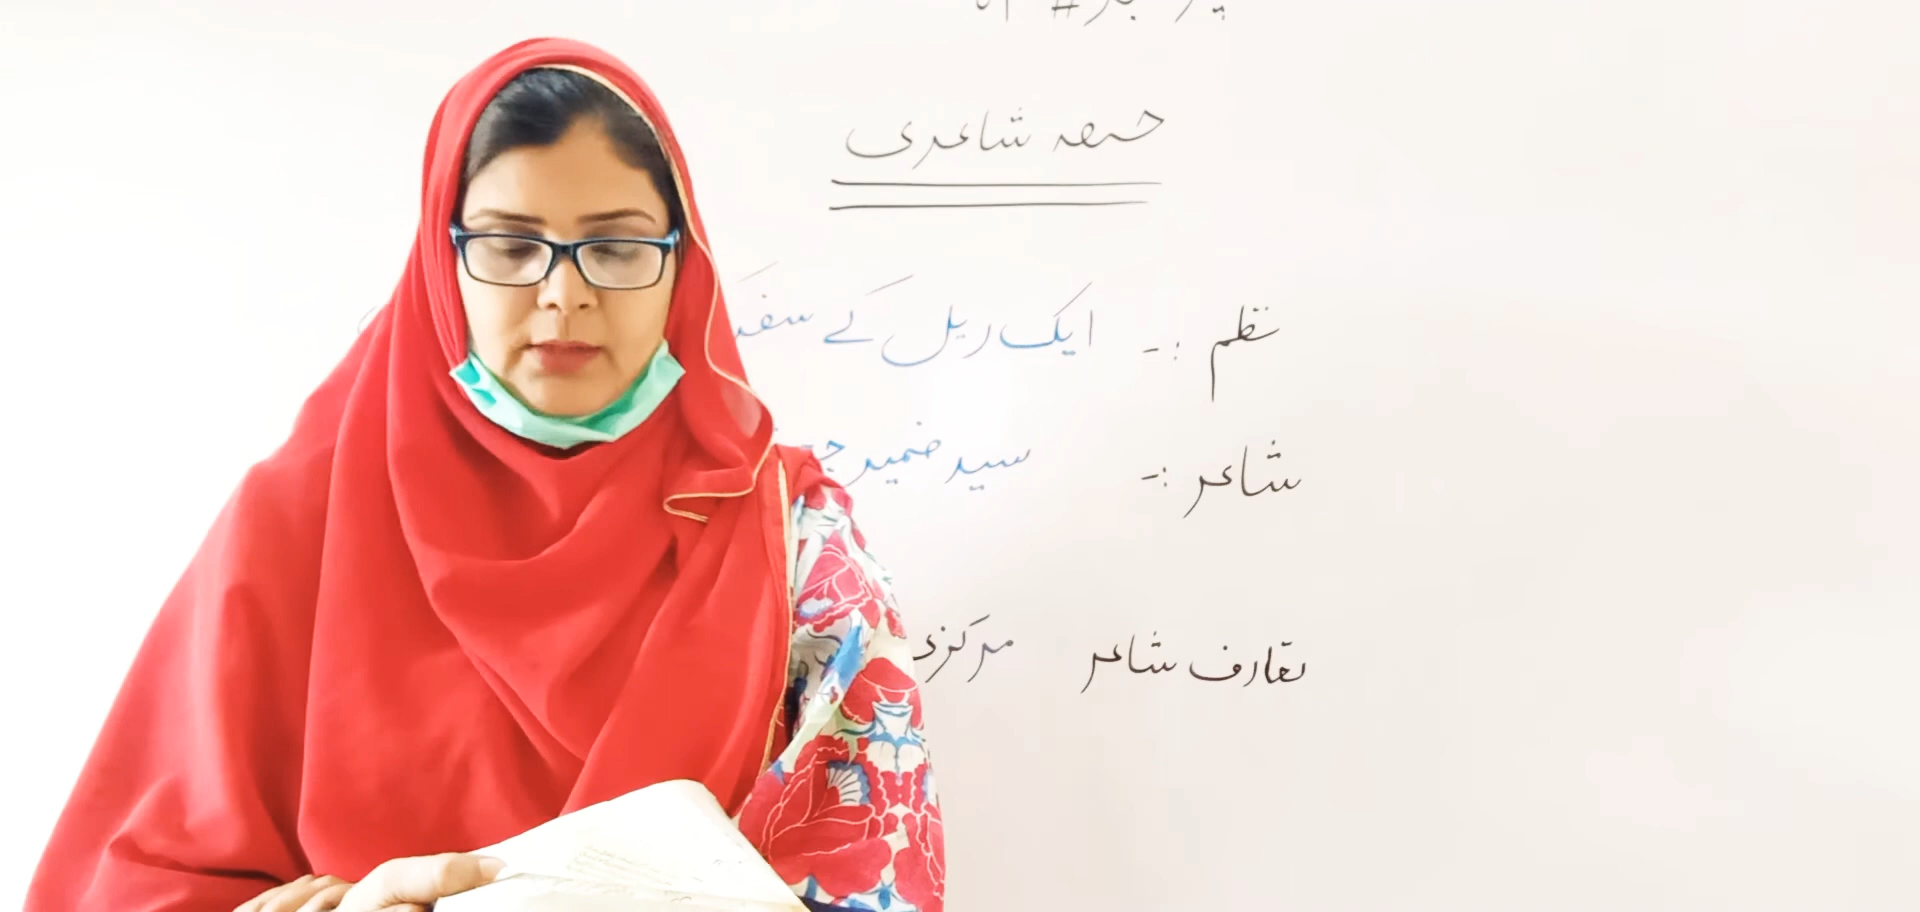 حصہ شاعری
نظم :- ایک ریل کے سفر
شاعر :- سید ضمیر
تعارف شاعر مرکزی